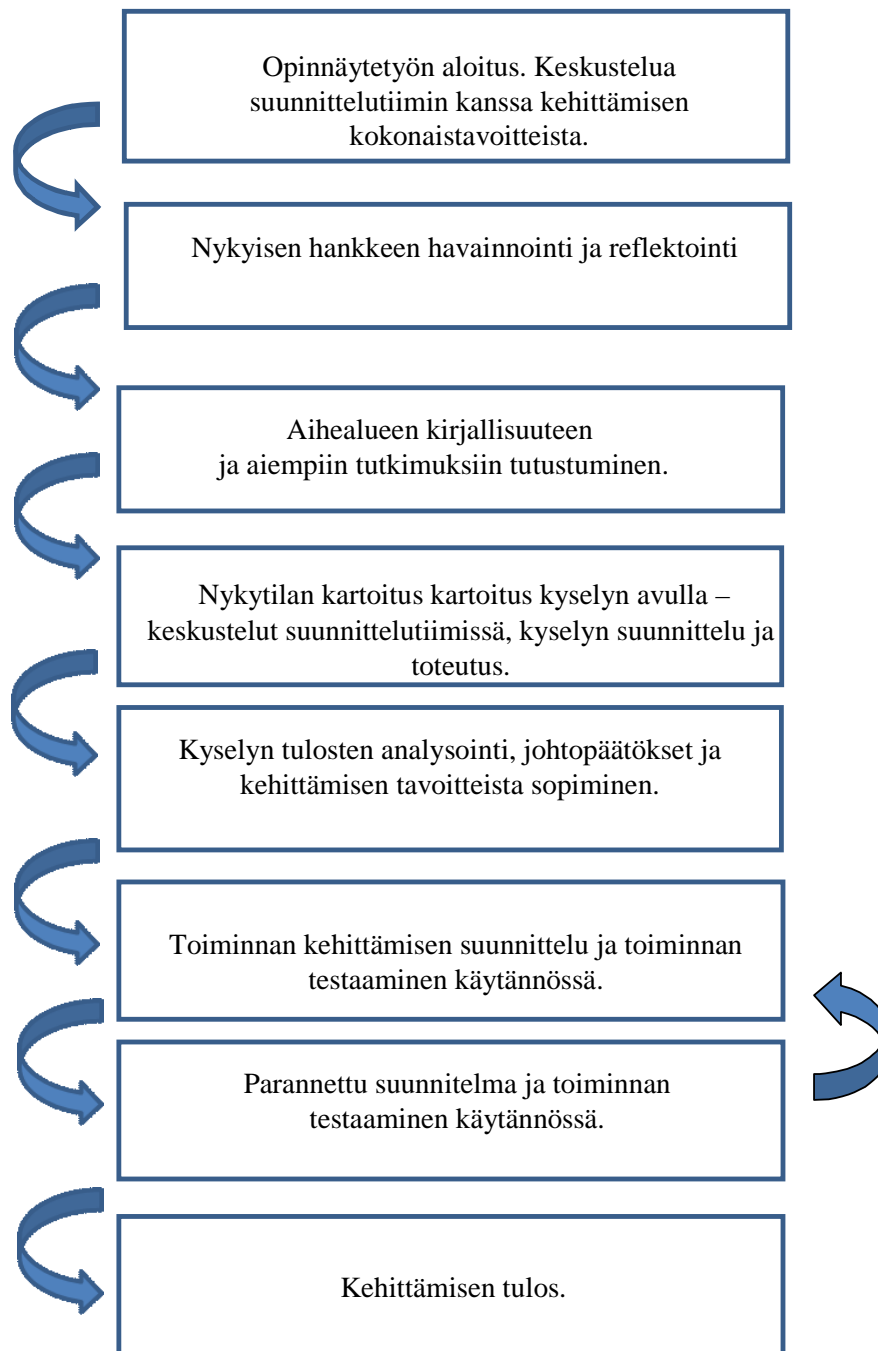 Opinnäytetyön aloitus. Keskustelua
suunnittelutiimin kanssa kehittämisen
kokonaistavoitteista.
Nykyisen hankkeen havainnointi ja reflektointi
Aihealueen kirjallisuuteen
ja aiempiin tutkimuksiin tutustuminen.
Nykytilan kartoitus kartoitus kyselyn avulla –
keskustelut suunnittelutiimissä, kyselyn suunnittelu ja
toteutus.
Kyselyn tulosten analysointi, johtopäätökset ja
kehittämisen tavoitteista sopiminen.
Toiminnan kehittämisen suunnittelu ja toiminnan
testaaminen käytännössä.
Parannettu suunnitelma ja toiminnan
testaaminen käytännössä.
Kehittämisen tulos.